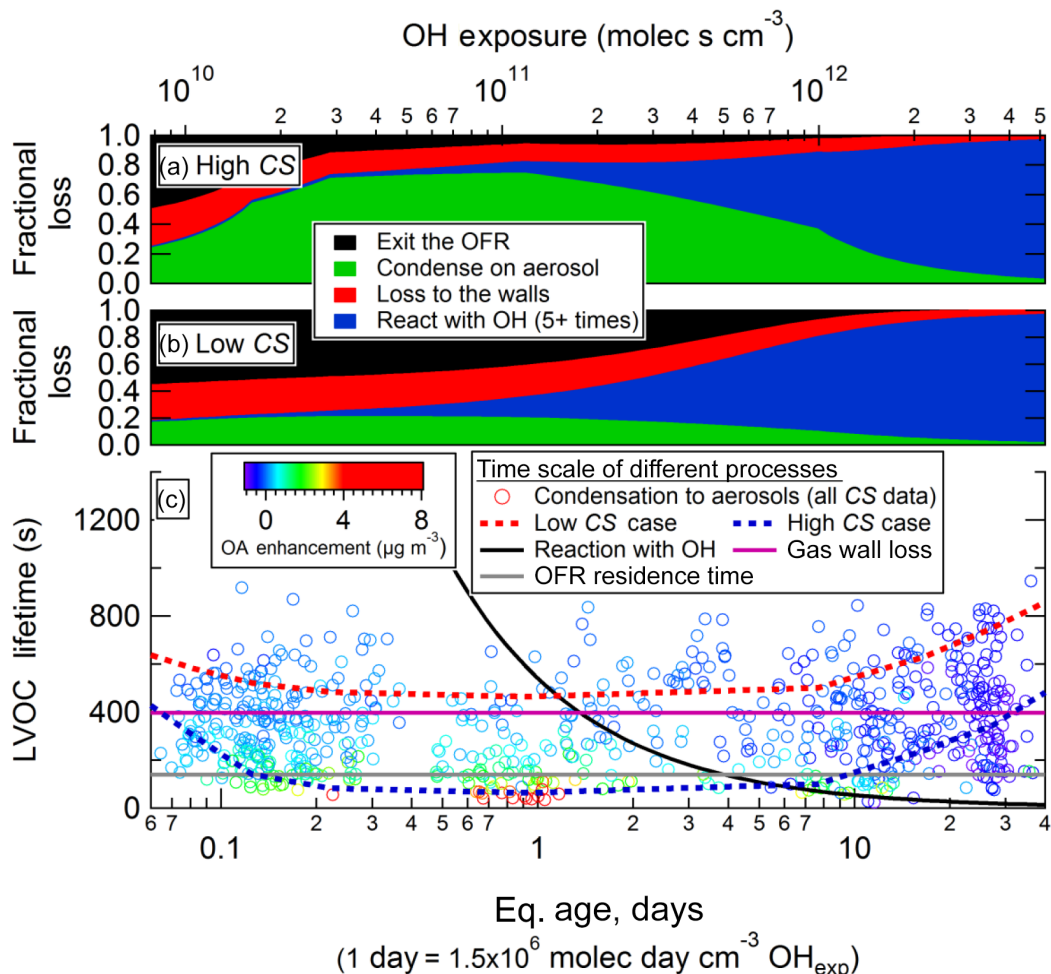 OH exposure (molec s cm⁻³)
10¹⁰ 10¹¹ 10¹²
2 3 4 5 6 7 2 3 4 5 6 7 2 3 4 5
Fractional loss
1.0
0.8
0.6
0.4
0.2
0.0
(a) High CS
Exit the OFR
Condense on aerosol
Loss to the walls
React with OH (5+ times)
Fractional loss
1.0
0.8
0.6
0.4
0.2
0.0
(b) Low CS
LVOC lifetime (s)
1200
800
400
0
(c)
0 4 8
OA enhancement (µg m⁻³)
Time scale of different processes
Condensation to aerosols (all CS data)
Low CS case High CS case
Reaction with OH Gas wall loss
OFR residence time
6 7 2 3 4 5 6 7 2 3 4 5 6 7 2 3 4
0.1 1 10
Eq. age, days
(1 day = 1.5x10⁶ molec day cm⁻³ OHexp)